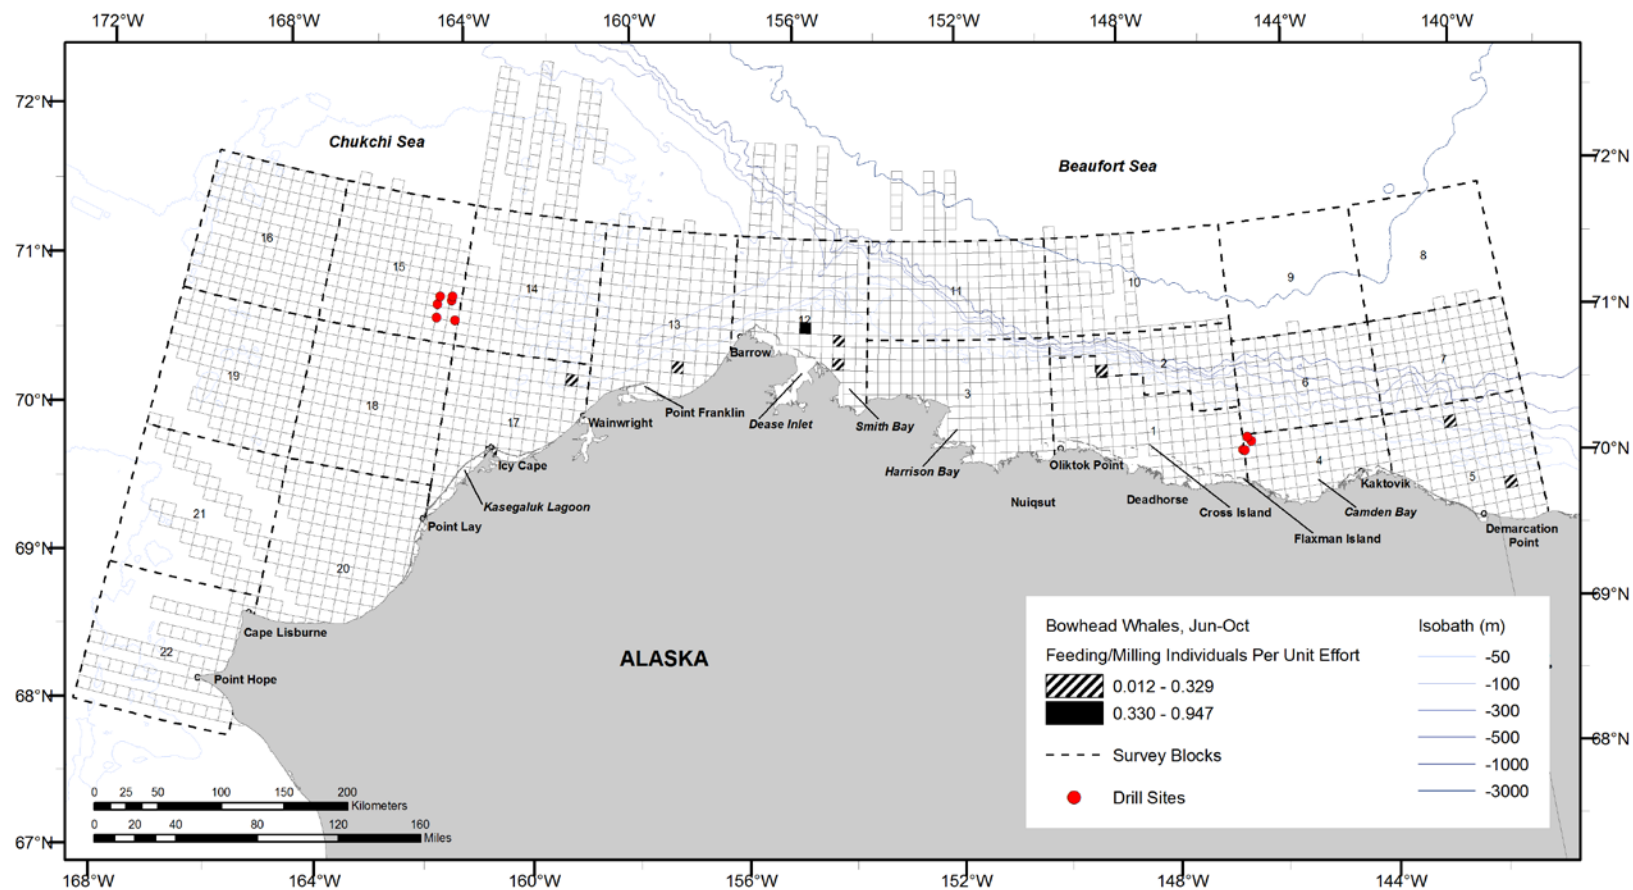 172°W 168°W 164°W 160°W 156°W 152°W 148°W 144°W 140°W
72°N
Chukchi Sea
Beaufort Sea
72°N
16
15
14
13
12
11
10
9
8
71°N
71°N
19
18
17
3
2
1
6
7
4
5
70°N
70°N
Barrow
Wainwright
Point Franklin
Dease Inlet
Smith Bay
Harrison Bay
Oliktok Point
Nuiqsut
Deadhorse
Cross Island
Flaxman Island
Camden Bay
Kaktovik
Demarcation
Point
Icy Cape
Kasegaluk Lagoon
Point Lay
21
20
69°N
69°N
Cape Lisburne
22
Point Hope
ALASKA
68°N
68°N
67°N
Bowhead Whales, Jun-Oct
Feeding/Milling Individuals Per Unit Effort
0.012 - 0.329
0.330 - 0.947
Survey Blocks
Drill Sites
Isobath (m)
-50
-100
-300
-500
-1000
-3000
0 25 50 100 150 200
Kilometers
0 20 40 80 120 160
Miles
168°W 164°W 160°W 156°W 152°W 148°W 144°W